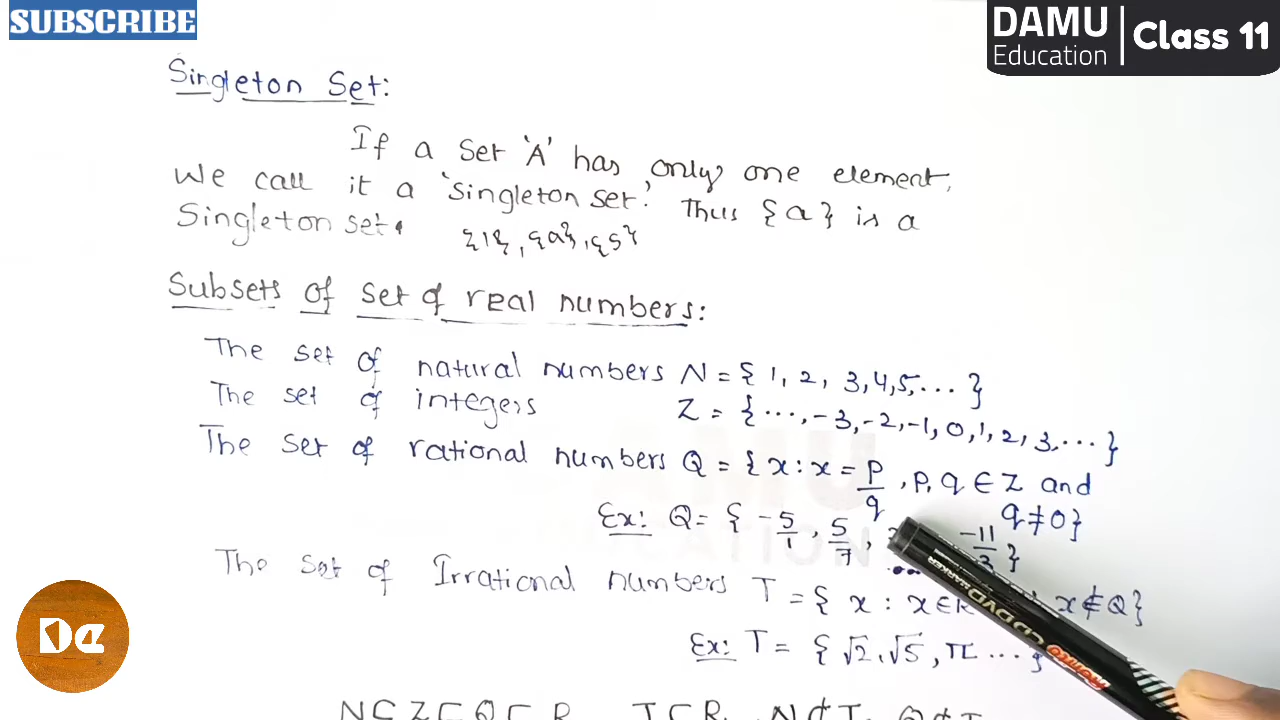 SUBSCRIBE
DAMU Education | Class 11
Singleton Set:
If a Set 'A' has only one element,
We call it a 'singleton set'. Thus {a} is a
Singleton set. {1}, {a}, {5}
Subsets of set of real numbers:
The set of natural numbers N = { 1, 2, 3, 4, 5, ... }
The set of integers Z = { ..., -3, -2, -1, 0, 1, 2, 3, ... }
The set of rational numbers Q = { x : x = p/q, p, q ∈ Z and
q ≠ 0}
Ex: Q = { -5/1, 5/7, -11/3 }
The set of Irrational numbers T = { x : x ∈ R x ∉ Q}
Ex: T = { √2, √5, π ... }
N ⊂ Z ⊂ Q ⊂ R, T ⊂ R, N ⊄ T,
Da